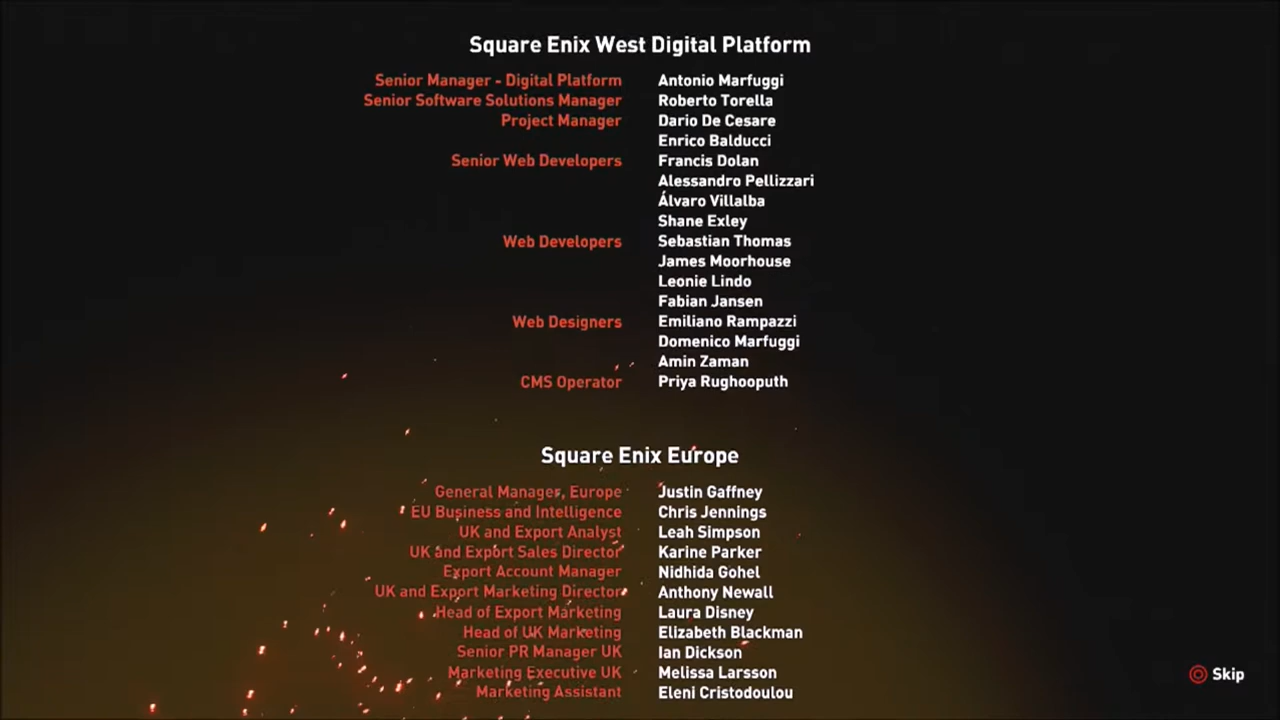 Square Enix West Digital Platform
Senior Manager - Digital Platform Antonio Marfuggi
Senior Software Solutions Manager Roberto Torella
Project Manager Dario De Cesare
Enrico Balducci
Senior Web Developers Francis Dolan
Alessandro Pellizzari
Álvaro Villalba
Shane Exley
Web Developers Sebastian Thomas
James Moorhouse
Leonie Lindo
Fabian Jansen
Web Designers Emiliano Rampazzi
Domenico Marfuggi
Amin Zaman
CMS Operator Priya Rughooputh
Square Enix Europe
General Manager, Europe Justin Gaffney
EU Business and Intelligence Chris Jennings
UK and Export Analyst Leah Simpson
UK and Export Sales Director Karine Parker
Export Account Manager Nidhida Gohel
UK and Export Marketing Director Anthony Newall
Head of Export Marketing Laura Disney
Head of UK Marketing Elizabeth Blackman
Senior PR Manager UK Ian Dickson
Marketing Executive UK Melissa Larsson
Marketing Assistant Eleni Cristodoulou
Skip